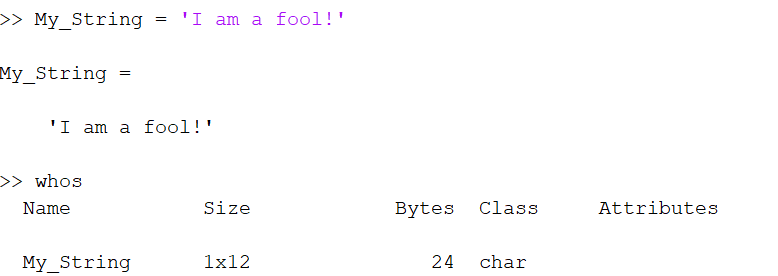 >> My_String = 'I am a fool!'
My_String =
'I am a fool!'
>> whos
Name Size Bytes Class Attributes
My_String 1x12 24 char